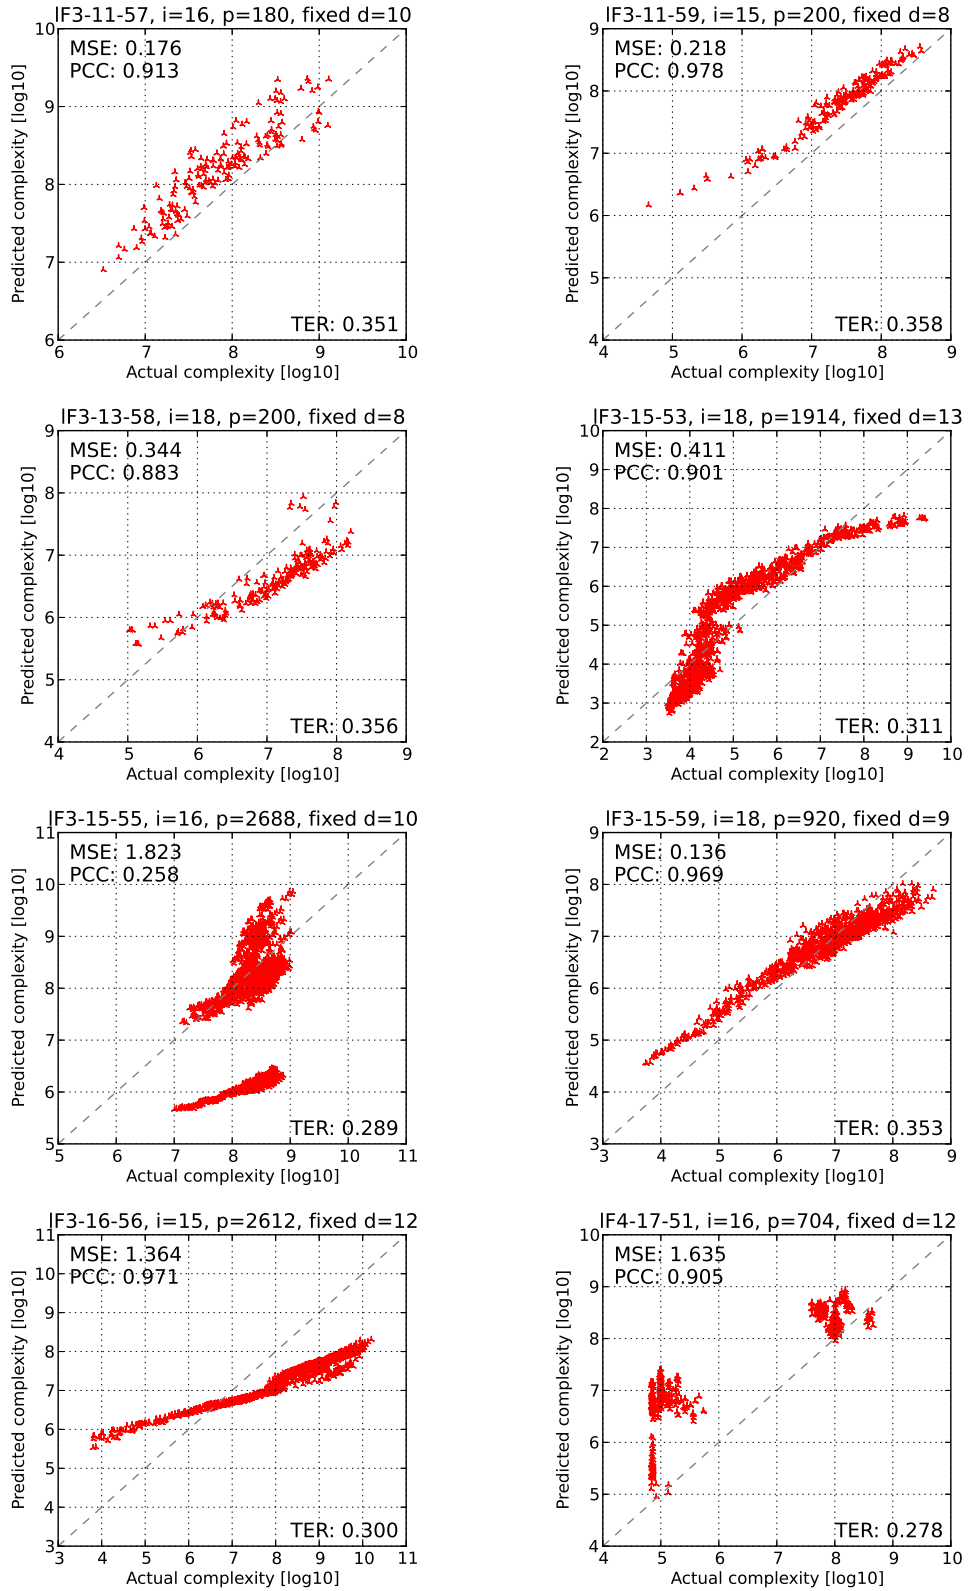 lF3-11-57, i=16, p=180, fixed d=10
MSE: 0.176
PCC: 0.913
TER: 0.351
10
9
8
7
6
6 7 8 9 10
Predicted complexity [log10]
Actual complexity [log10]
lF3-11-59, i=15, p=200, fixed d=8
MSE: 0.218
PCC: 0.978
TER: 0.358
9
8
7
6
5
4
4 5 6 7 8 9
Predicted complexity [log10]
Actual complexity [log10]
lF3-13-58, i=18, p=200, fixed d=8
MSE: 0.344
PCC: 0.883
TER: 0.356
9
8
7
6
5
4
4 5 6 7 8 9
Predicted complexity [log10]
Actual complexity [log10]
lF3-15-53, i=18, p=1914, fixed d=13
MSE: 0.411
PCC: 0.901
TER: 0.311
10
9
8
7
6
5
4
3
2
2 3 4 5 6 7 8 9 10
Predicted complexity [log10]
Actual complexity [log10]
lF3-15-55, i=16, p=2688, fixed d=10
MSE: 1.823
PCC: 0.258
TER: 0.289
11
10
9
8
7
6
5
5 6 7 8 9 10 11
Predicted complexity [log10]
Actual complexity [log10]
lF3-15-59, i=18, p=920, fixed d=9
MSE: 0.136
PCC: 0.969
TER: 0.353
9
8
7
6
5
4
3
3 4 5 6 7 8 9
Predicted complexity [log10]
Actual complexity [log10]
lF3-16-56, i=15, p=2612, fixed d=12
MSE: 1.364
PCC: 0.971
TER: 0.300
11
10
9
8
7
6
5
4
3
3 4 5 6 7 8 9 10 11
Predicted complexity [log10]
Actual complexity [log10]
lF4-17-51, i=16, p=704, fixed d=12
MSE: 1.635
PCC: 0.905
TER: 0.278
10
9
8
7
6
5
4
4 5 6 7 8 9 10
Predicted complexity [log10]
Actual complexity [log10]